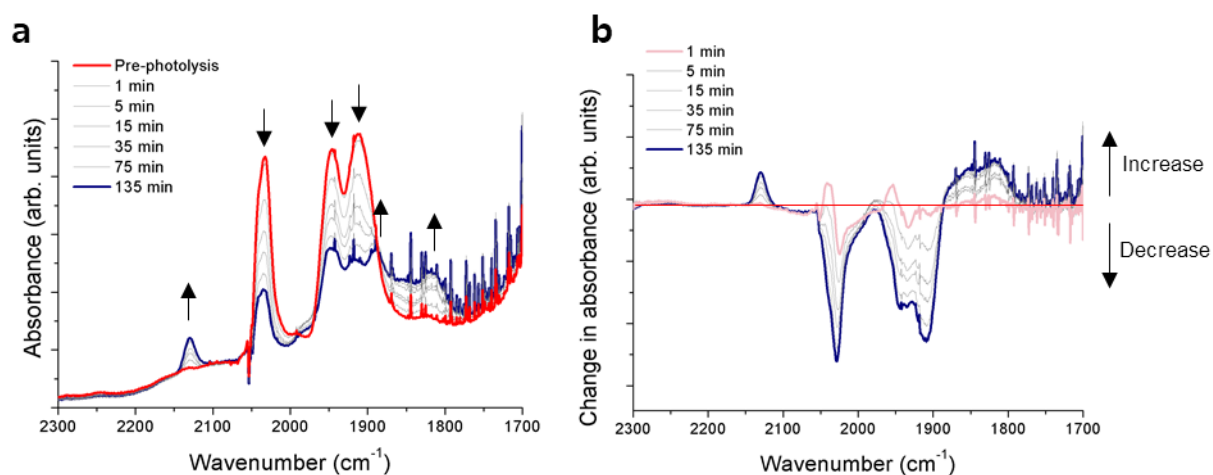 a
Pre-photolysis
1 min
5 min
15 min
35 min
75 min
135 min
Absorbance (arb. units)
2300 2200 2100 2000 1900 1800 1700
Wavenumber (cm⁻¹)
b
1 min
5 min
15 min
35 min
75 min
135 min
Change in absorbance (arb. units)
Increase
Decrease
2300 2200 2100 2000 1900 1800 1700
Wavenumber (cm⁻¹)